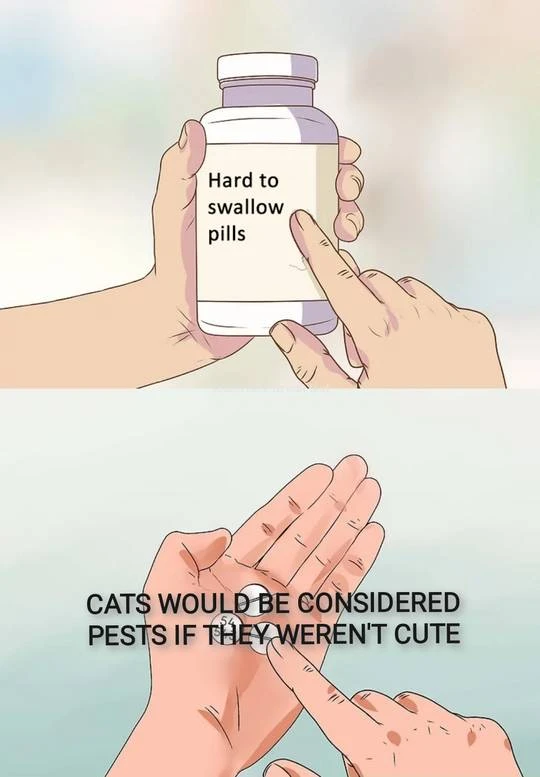 Hard to
swallow
pills
CATS WOULD BE CONSIDERED
PESTS IF THEY WEREN'T CUTE